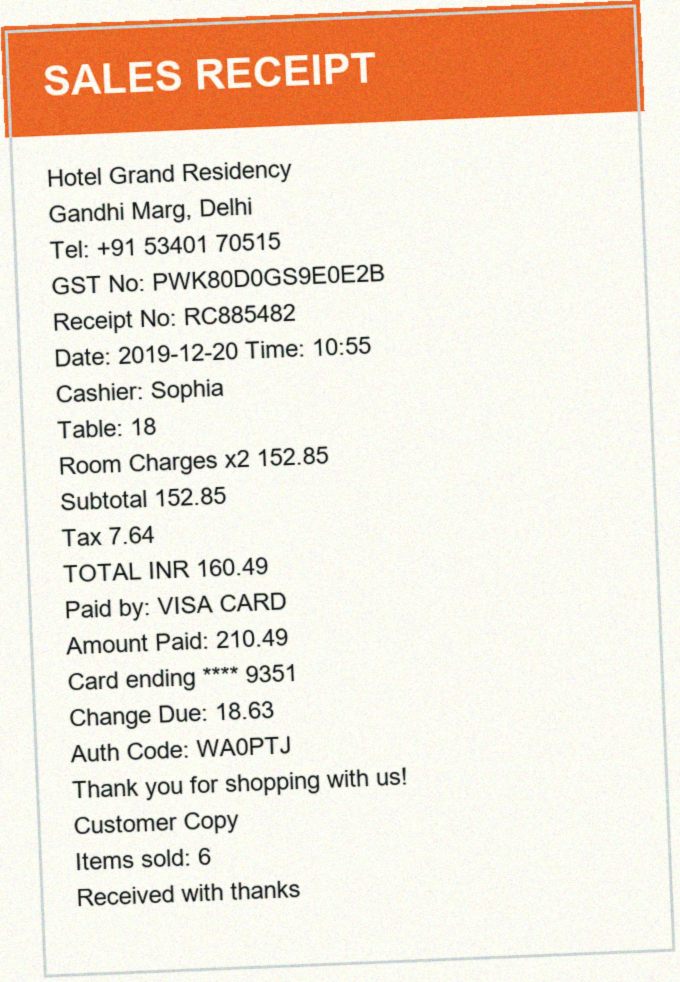 SALES RECEIPT
Hotel Grand Residency
Gandhi Marg, Delhi
Tel: +91 53401 70515
GST No: PWK80D0GS9E0E2B
Receipt No: RC885482
Date: 2019-12-20 Time: 10:55
Cashier: Sophia
Table: 18
Room Charges x2 152.85
Subtotal 152.85
Tax 7.64
TOTAL INR 160.49
Paid by: VISA CARD
Amount Paid: 210.49
Card ending **** 9351
Change Due: 18.63
Auth Code: WA0PTJ
Thank you for shopping with us!
Customer Copy
Items sold: 6
Received with thanks